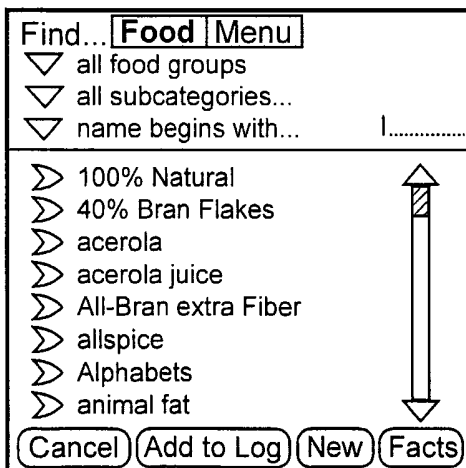 Find... Food Menu
all food groups
all subcategories...
name begins with...
100% Natural
40% Bran Flakes
acerola
acerola juice
All-Bran extra Fiber
allspice
Alphabets
animal fat
Cancel Add to Log New Facts